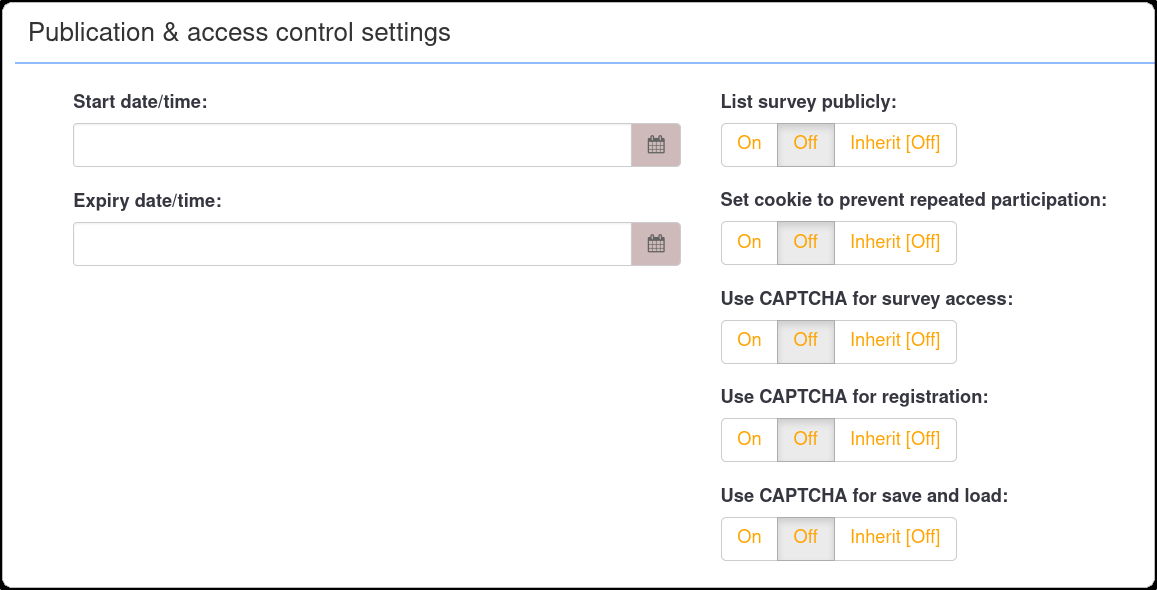 Publication & access control settings
Start date/time:
Expiry date/time:
List survey publicly:
On Off Inherit [Off]
Set cookie to prevent repeated participation:
On Off Inherit [Off]
Use CAPTCHA for survey access:
On Off Inherit [Off]
Use CAPTCHA for registration:
On Off Inherit [Off]
Use CAPTCHA for save and load:
On Off Inherit [Off]